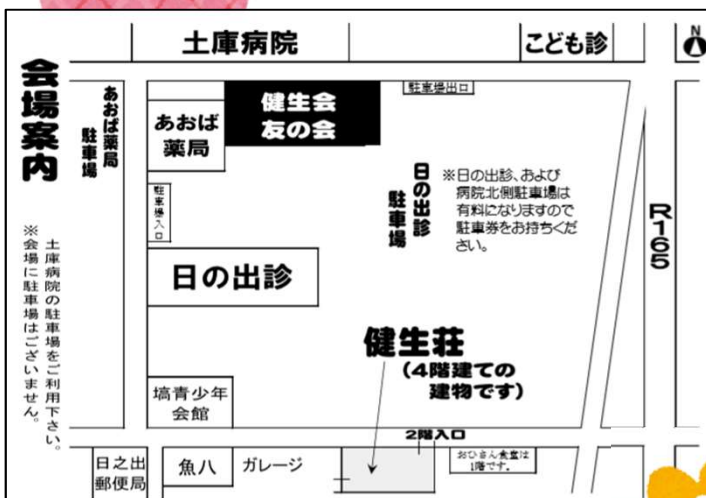 土庫病院
こども診
N
会場案内
※会場に駐車場はございません。
土庫病院の駐車場をご利用下さい。
あおば薬局
駐車場
あおば
薬局
健生会
友の会
駐車場出口
日の出診
駐車場
※日の出診、および
病院北側駐車場は
有料になりますので
駐車券をお持ちくだ
さい。
R165
駐車場入口
日の出診
健生荘
(4階建ての
建物です)
塙青少年
会館
2階入口
日之出
郵便局
魚八
ガレージ
おひさん食堂は
1階です。